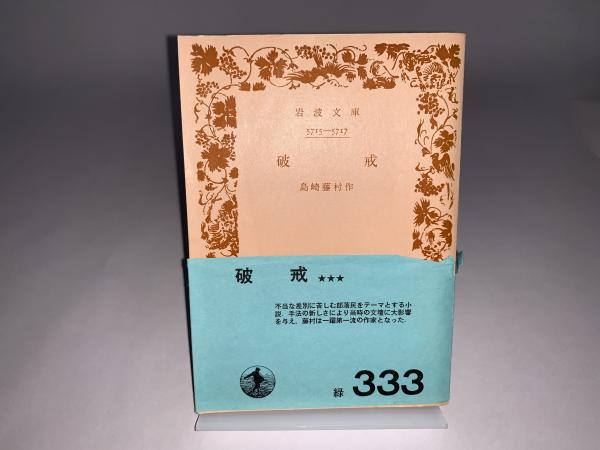 岩波文庫
5715—5717
破戒
島崎藤村作
破戒 ★★★
不当な差別に苦しむ部落民をテーマとする小
説．手法の新しさにより当時の文壇に大影響
を与え，藤村は一躍第一流の作家となった．
緑 333